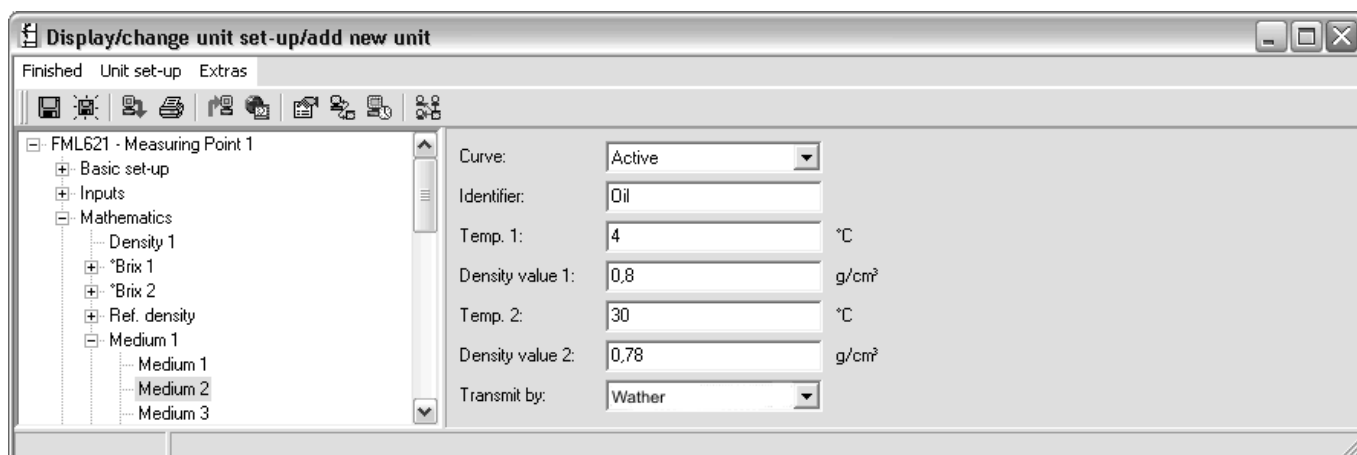 Display/change unit set-up/add new unit
Finished Unit set-up Extras
FML621 - Measuring Point 1
Basic set-up
Inputs
Mathematics
Density 1
°Brix 1
°Brix 2
Ref. density
Medium 1
Medium 1
Medium 2
Medium 3
Curve: Active
Identifier: Oil
Temp. 1: 4 °C
Density value 1: 0,8 g/cm³
Temp. 2: 30 °C
Density value 2: 0,78 g/cm³
Transmit by: Wather